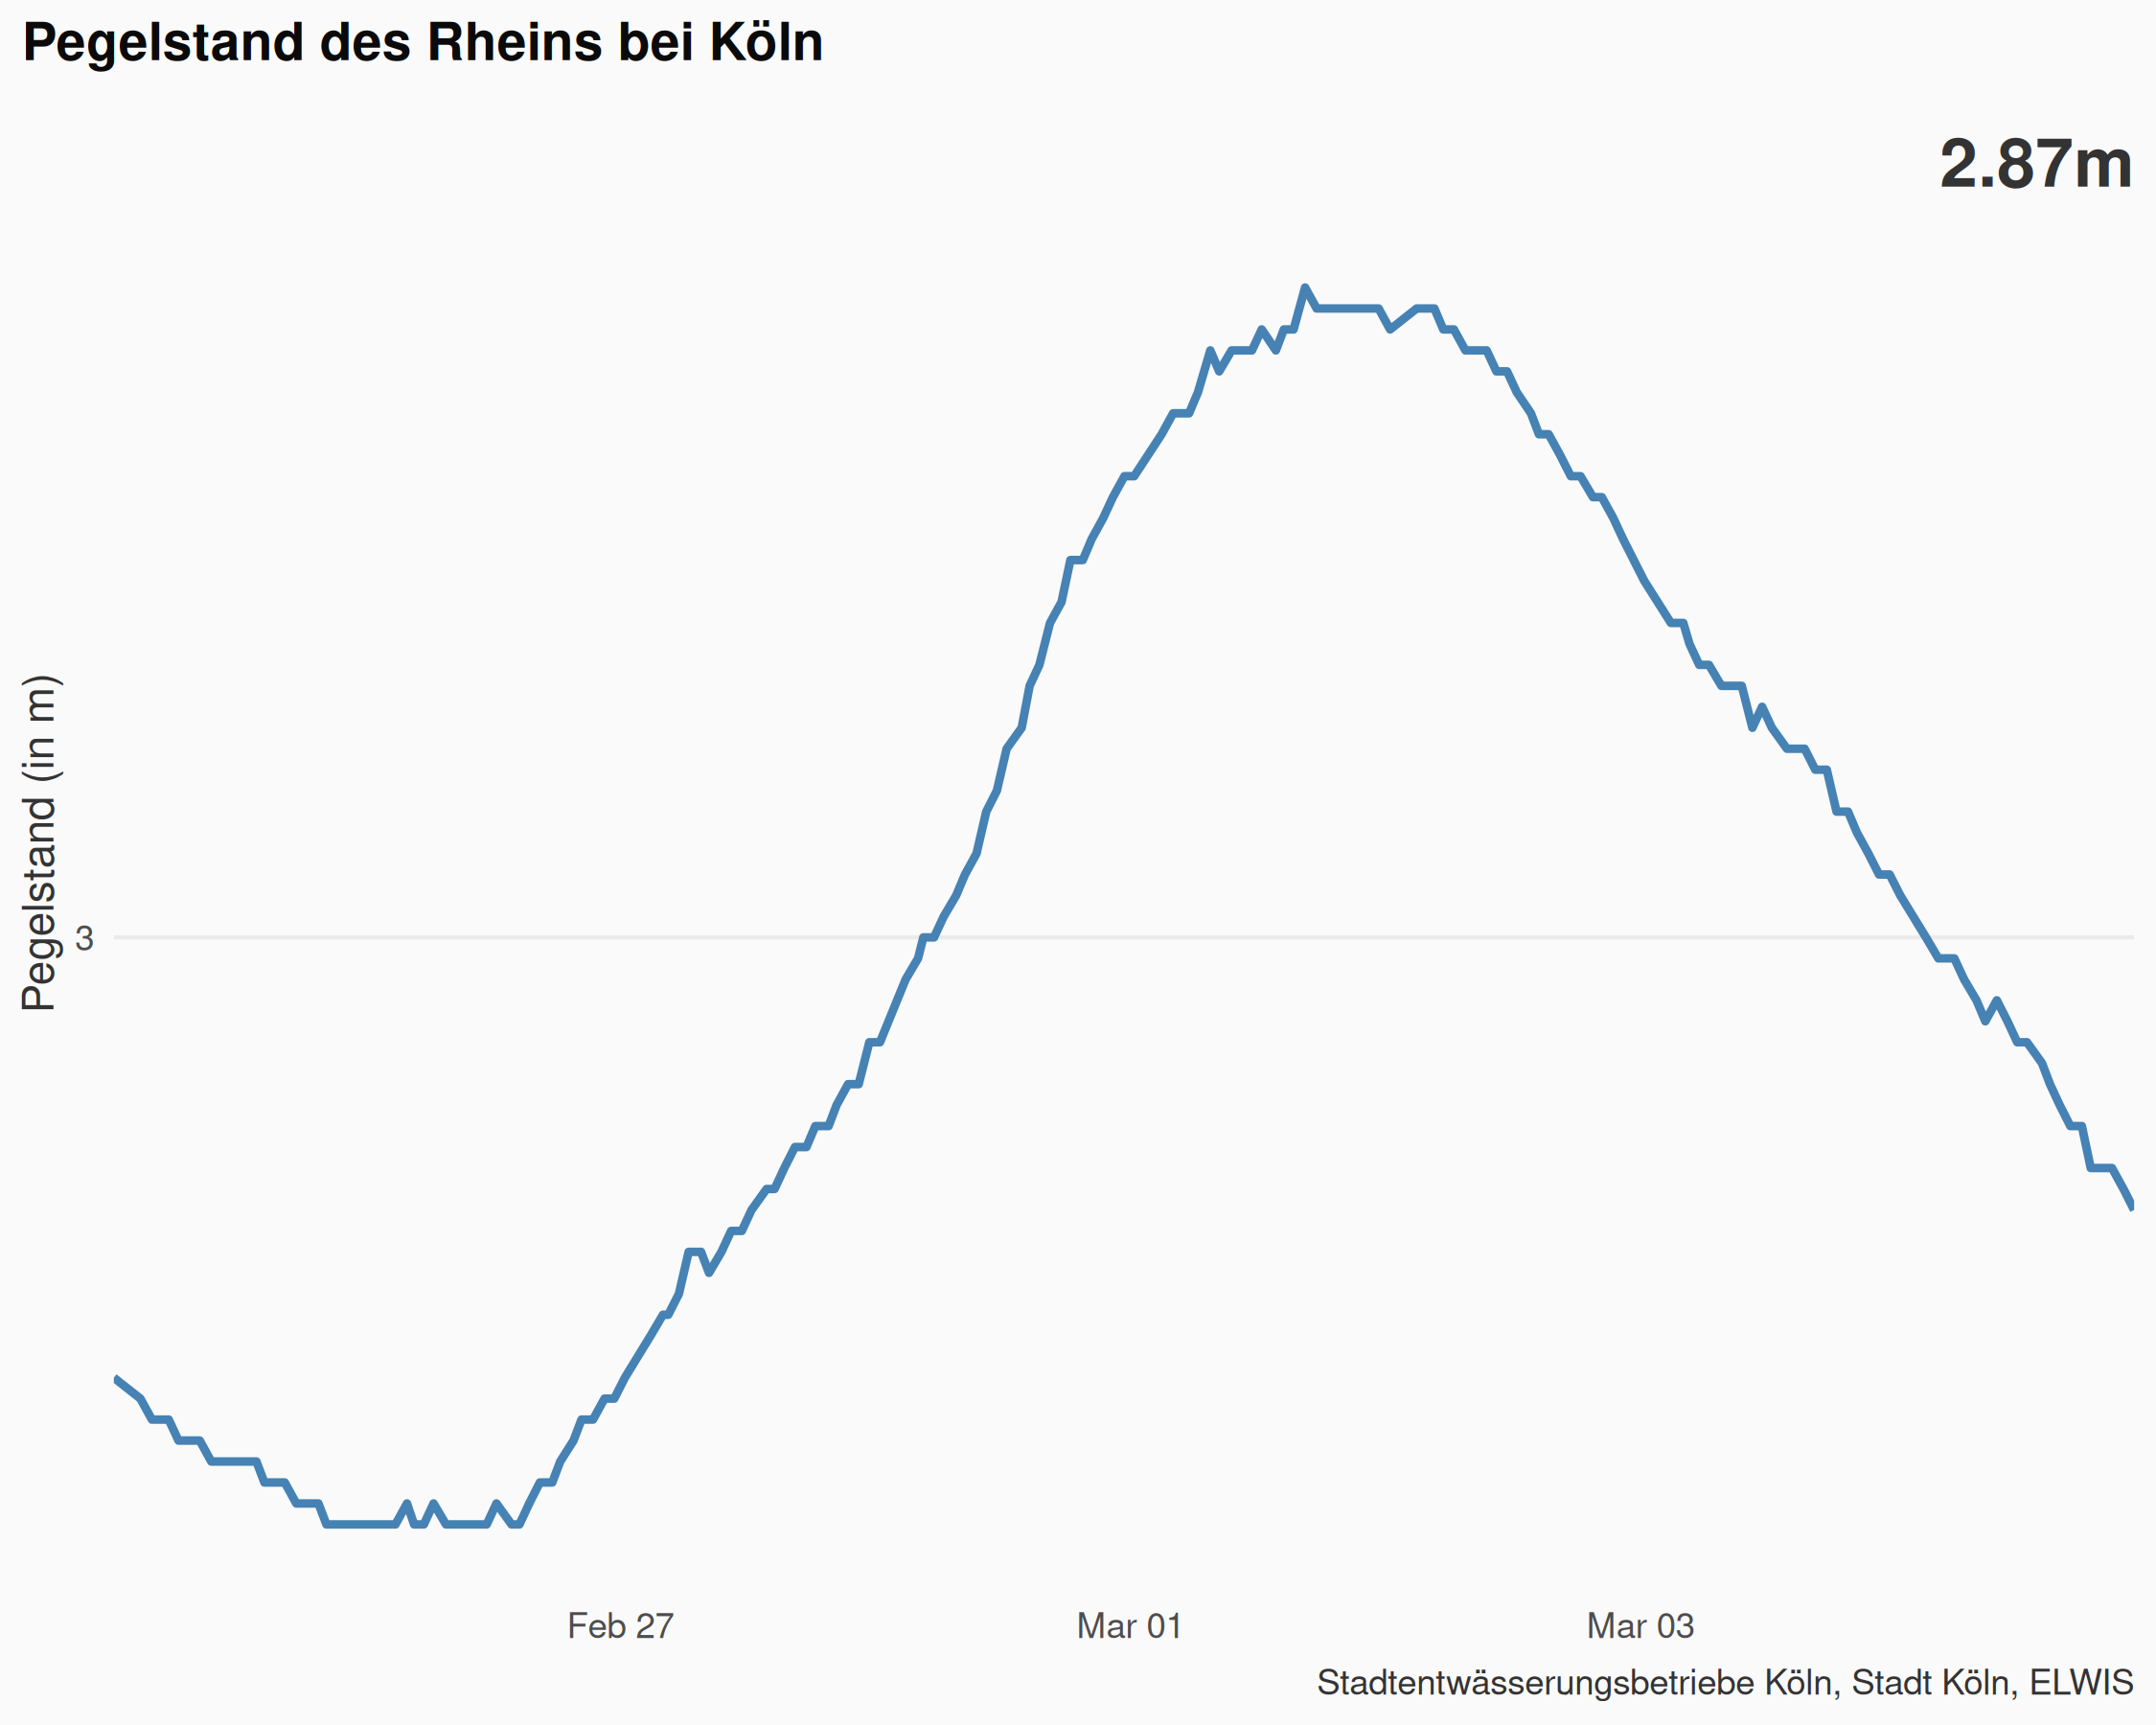 Pegelstand des Rheins bei Köln
2.87m
Pegelstand (in m)
3
Feb 27
Mar 01
Mar 03
Stadtentwässerungsbetriebe Köln, Stadt Köln, ELWIS